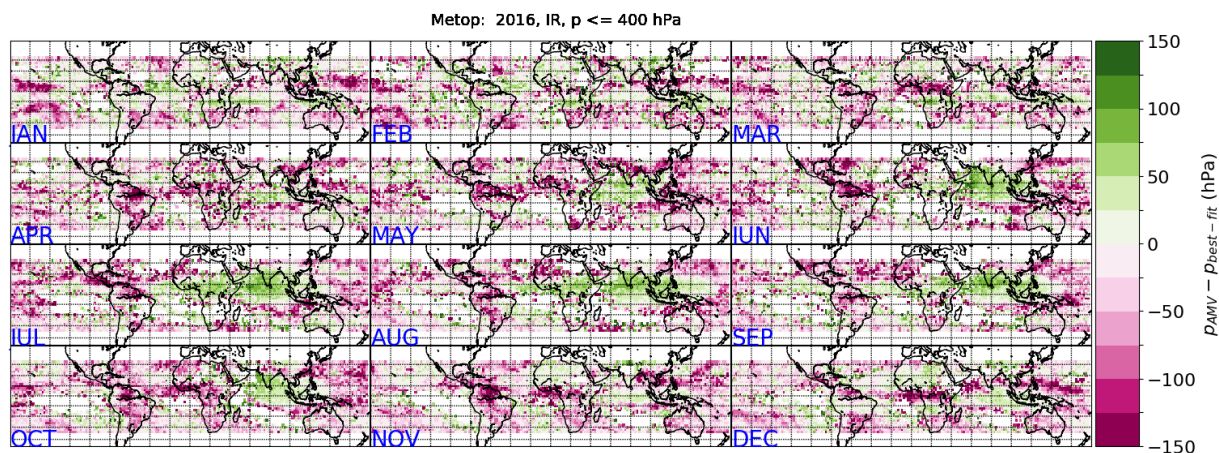 Metop:  2016, IR, p <= 400 hPa
JAN
FEB
MAR
APR
MAY
JUN
JUL
AUG
SEP
OCT
NOV
DEC
150
100
50
0
−50
−100
−150
p_AMV − p_best−fit (hPa)